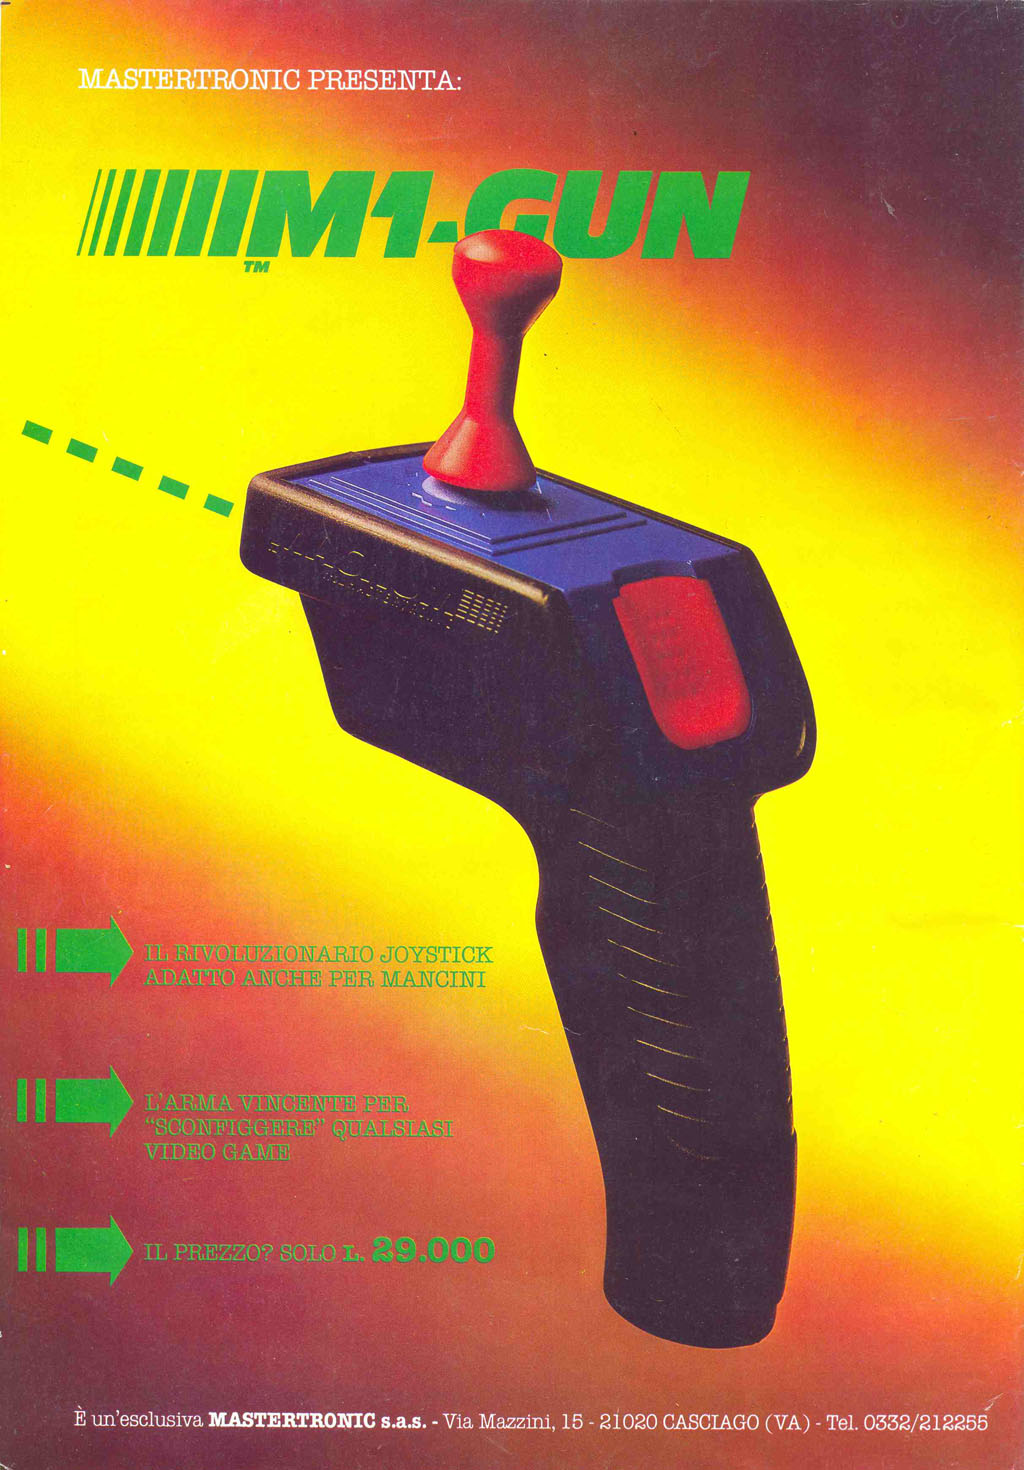 MASTERTRONIC PRESENTA:
M1-GUN
TM
IL RIVOLUZIONARIO JOYSTICK
ADATTO ANCHE PER MANCINI
L'ARMA VINCENTE PER
“SCONFIGGERE” QUALSIASI
VIDEO GAME
IL PREZZO? SOLO L. 29.000
È un'esclusiva MASTERTRONIC s.a.s. - Via Mazzini, 15 - 21020 CASCIAGO (VA) - Tel. 0332/212255